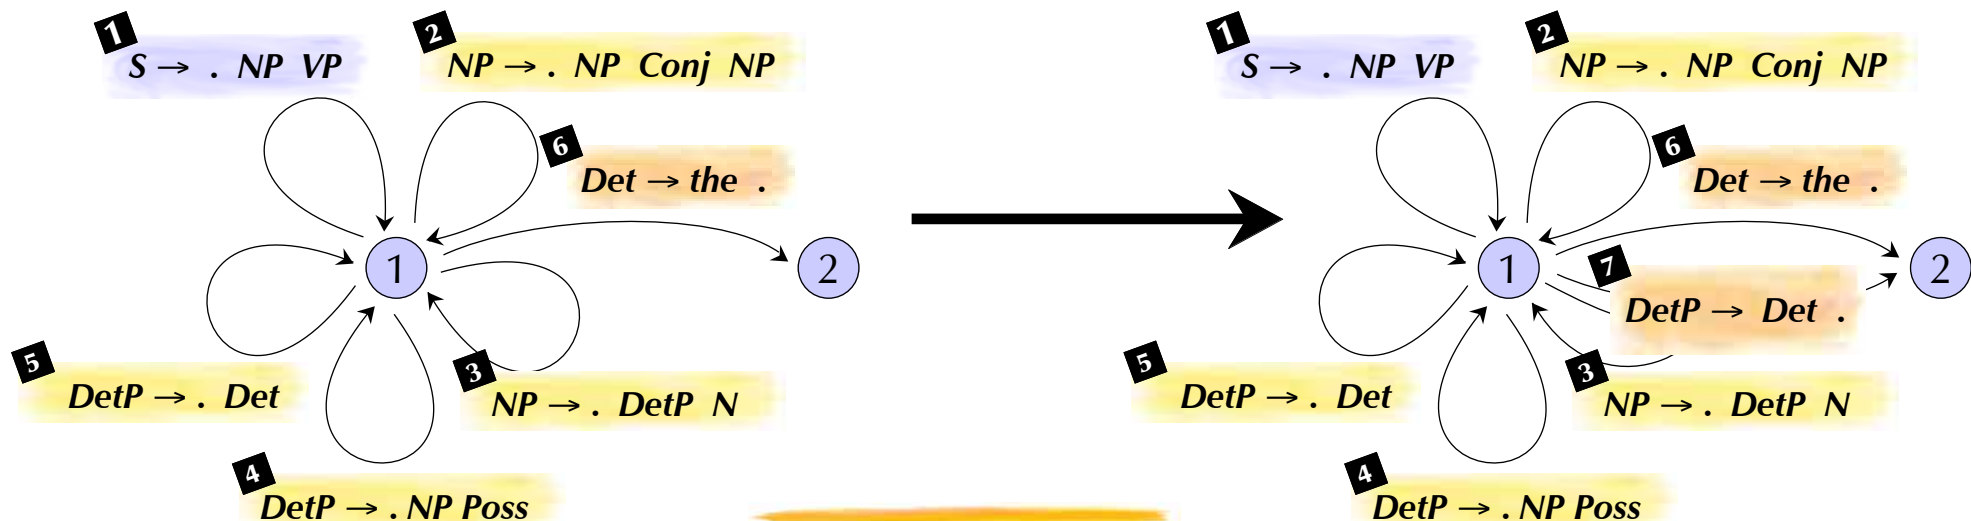 1 S → . NP VP
2 NP → . NP Conj NP
6 Det → the .
1
2
5 DetP → . Det
3 NP → . DetP N
4 DetP → . NP Poss
1 S → . NP VP
2 NP → . NP Conj NP
6 Det → the .
1
2
7 DetP → Det .
5 DetP → . Det
3 NP → . DetP N
4 DetP → . NP Poss